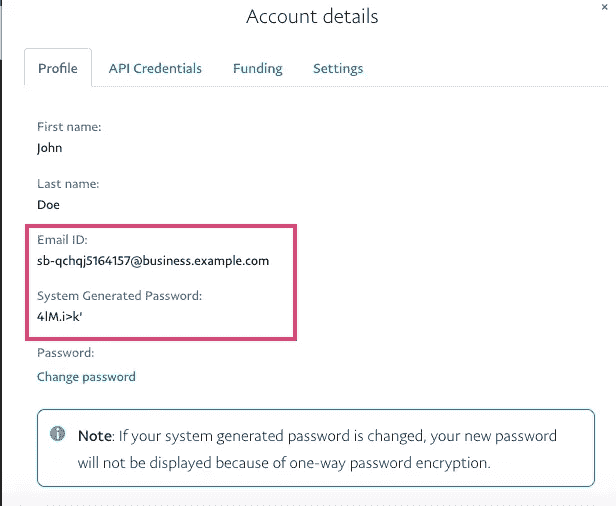 Account details
×
Profile
API Credentials
Funding
Settings
First name:
John
Last name:
Doe
Email ID:
sb-qchqj5164157@business.example.com
System Generated Password:
4lM.i>k'
Password:
Change password
Note: If your system generated password is changed, your new password
will not be displayed because of one-way password encryption.